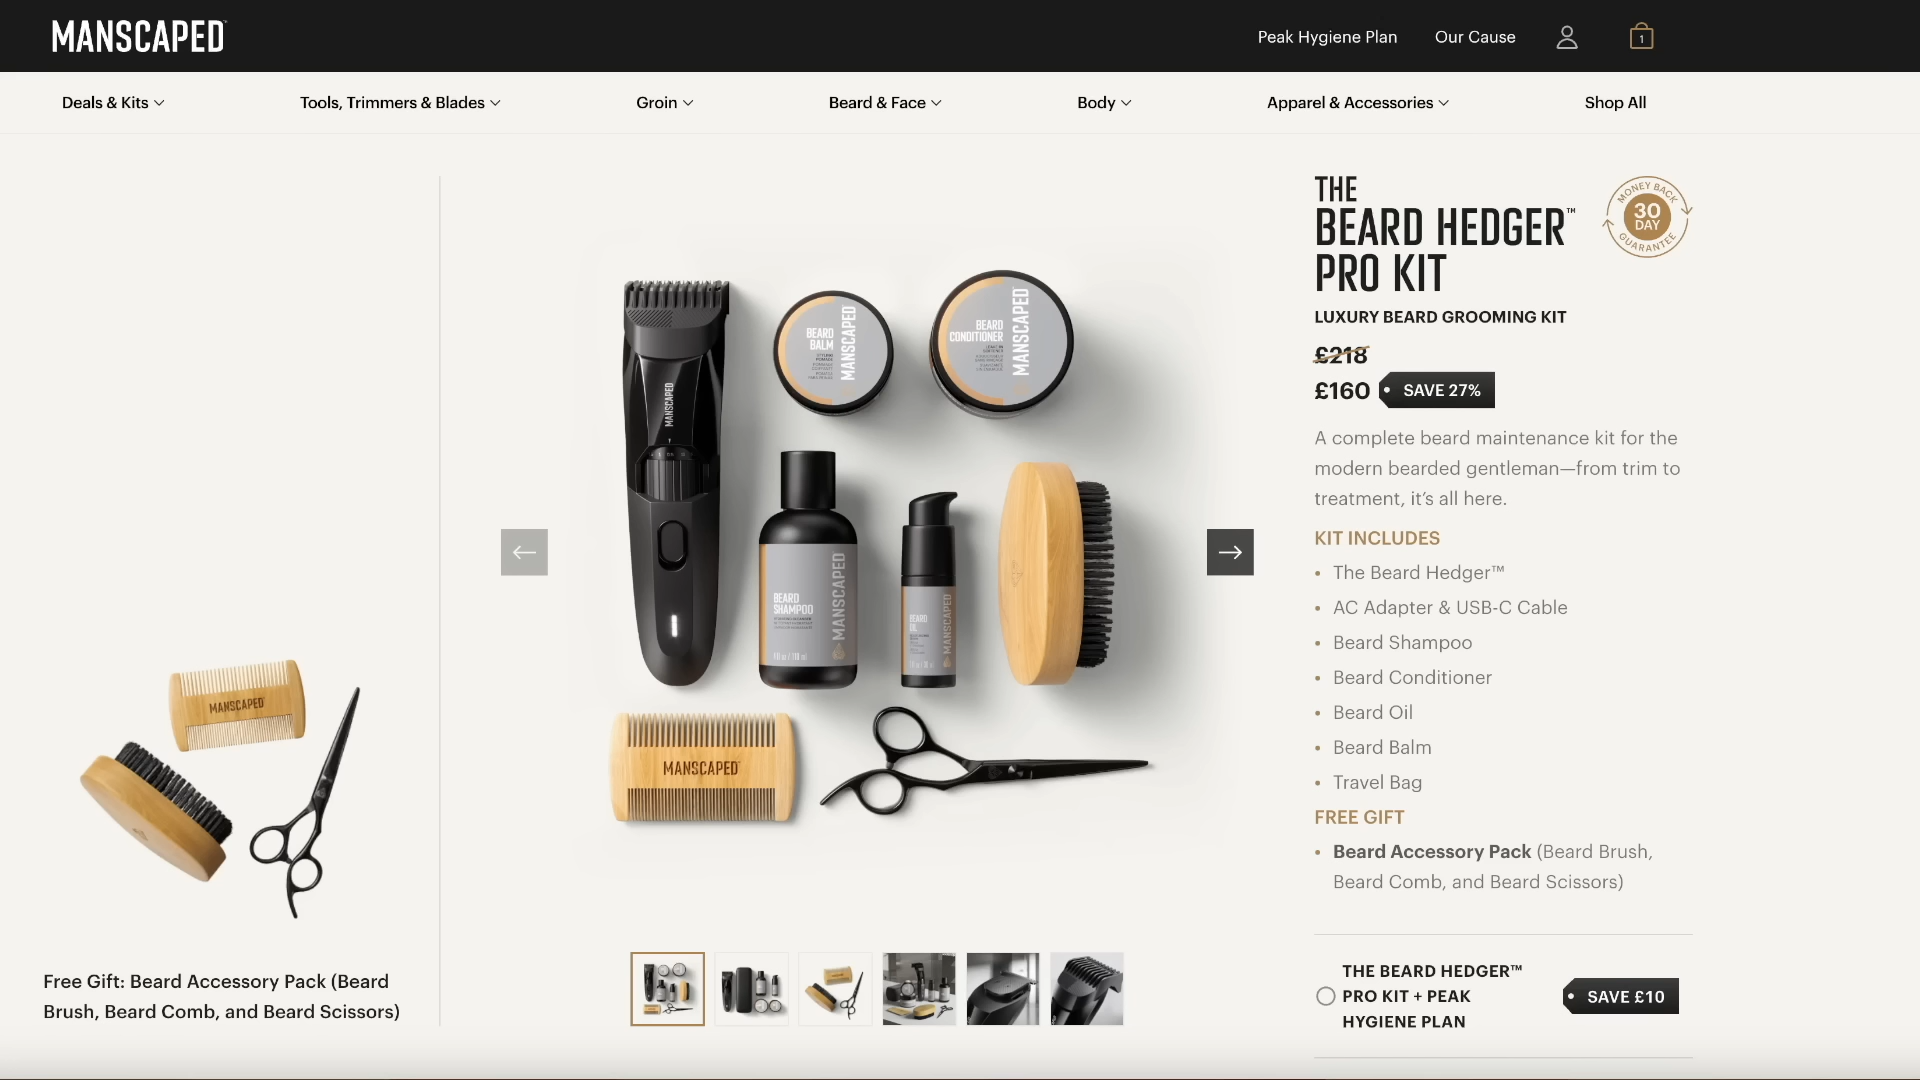 MANSCAPED
Peak Hygiene Plan
Our Cause
1
Deals & Kits
Tools, Trimmers & Blades
Groin
Beard & Face
Body
Apparel & Accessories
Shop All
THE
BEARD HEDGER™
PRO KIT
MONEY BACK
30
DAY
GUARANTEE
LUXURY BEARD GROOMING KIT
£218
£160
SAVE 27%
A complete beard maintenance kit for the
modern bearded gentleman—from trim to
treatment, it's all here.
KIT INCLUDES
• The Beard Hedger™
• AC Adapter & USB-C Cable
• Beard Shampoo
• Beard Conditioner
• Beard Oil
• Beard Balm
• Travel Bag
FREE GIFT
• Beard Accessory Pack (Beard Brush,
Beard Comb, and Beard Scissors)
THE BEARD HEDGER™
PRO KIT + PEAK
HYGIENE PLAN
SAVE £10
MANSCAPED
BEARD
BALM
MANSCAPED
BEARD
CONDITIONER
MANSCAPED
BEARD
SHAMPOO
MANSCAPED
BEARD
OIL
MANSCAPED
MANSCAPED
MANSCAPED
Free Gift: Beard Accessory Pack (Beard
Brush, Beard Comb, and Beard Scissors)